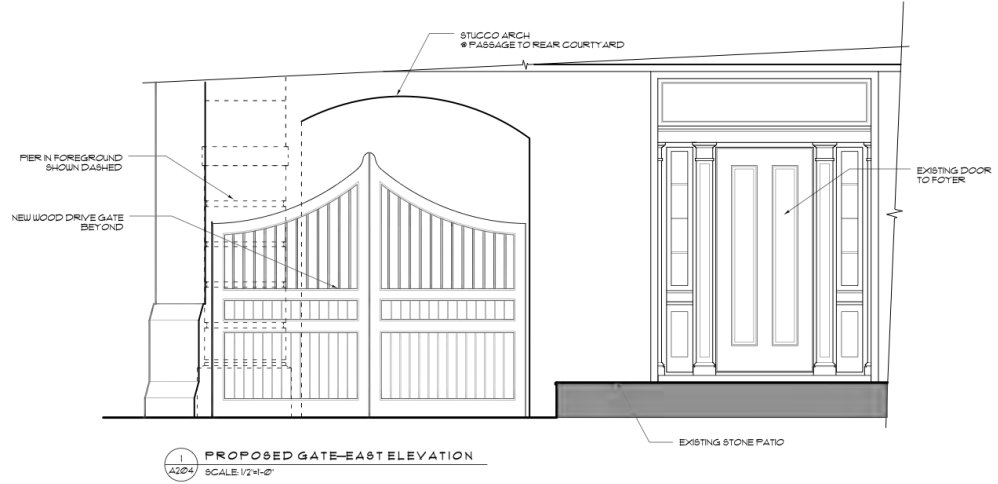 STUCCO ARCH
@ PASSAGE TO REAR COURTYARD
PIER IN FOREGROUND
SHOWN DASHED
EXISTING DOOR
TO FOYER
NEW WOOD DRIVE GATE
BEYOND
EXISTING STONE PATIO
1
A204
PROPOSED GATE—EAST ELEVATION
SCALE: 1/2"=1'-0"